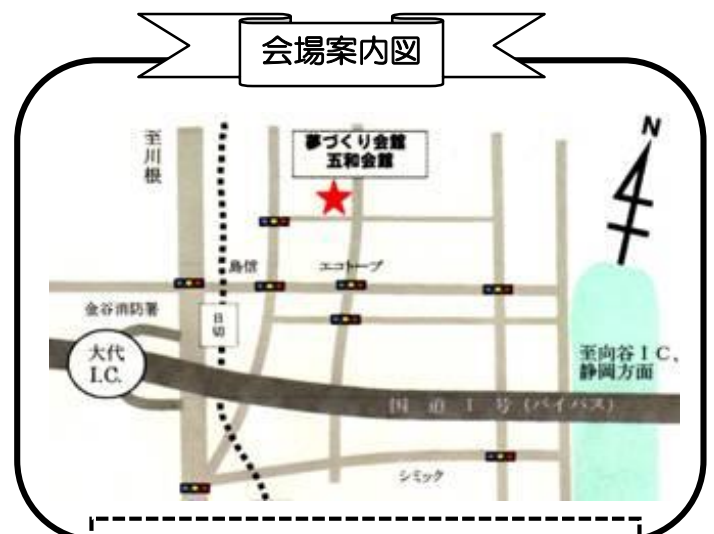 会場案内図
至川根
N
夢づくり会館
五和会館
島信
エコトープ
金谷消防署
日切
大代
I.C.
至向谷ＩＣ,
静岡方面
国道１号(バイパス)
シミック